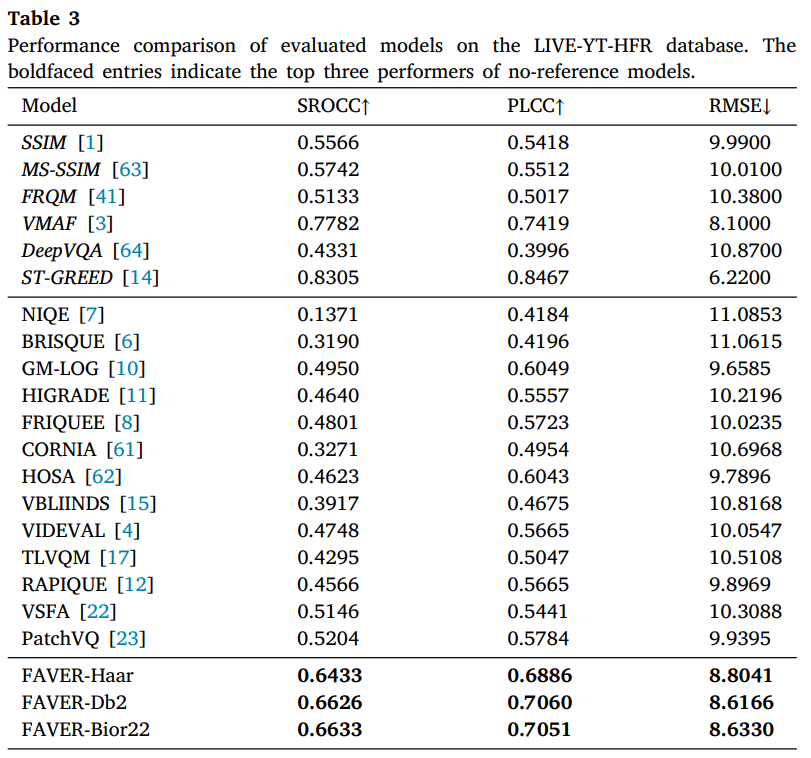 Table 3
Performance comparison of evaluated models on the LIVE-YT-HFR database. The
boldfaced entries indicate the top three performers of no-reference models.
Model SROCC↑ PLCC↑ RMSE↓
SSIM [1] 0.5566 0.5418 9.9900
MS-SSIM [63] 0.5742 0.5512 10.0100
FRQM [41] 0.5133 0.5017 10.3800
VMAF [3] 0.7782 0.7419 8.1000
DeepVQA [64] 0.4331 0.3996 10.8700
ST-GREED [14] 0.8305 0.8467 6.2200
NIQE [7] 0.1371 0.4184 11.0853
BRISQUE [6] 0.3190 0.4196 11.0615
GM-LOG [10] 0.4950 0.6049 9.6585
HIGRADE [11] 0.4640 0.5557 10.2196
FRIQUEE [8] 0.4801 0.5723 10.0235
CORNIA [61] 0.3271 0.4954 10.6968
HOSA [62] 0.4623 0.6043 9.7896
VBLIINDS [15] 0.3917 0.4675 10.8168
VIDEVAL [4] 0.4748 0.5665 10.0547
TLVQM [17] 0.4295 0.5047 10.5108
RAPIQUE [12] 0.4566 0.5665 9.8969
VSFA [22] 0.5146 0.5441 10.3088
PatchVQ [23] 0.5204 0.5784 9.9395
FAVER-Haar 0.6433 0.6886 8.8041
FAVER-Db2 0.6626 0.7060 8.6166
FAVER-Bior22 0.6633 0.7051 8.6330